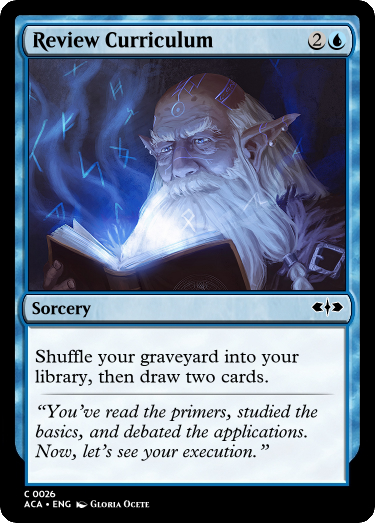 Review Curriculum 2
Sorcery
Shuffle your graveyard into your
library, then draw two cards.
“You’ve read the primers, studied the
basics, and debated the applications.
Now, let’s see your execution.”
C 0026
ACA • ENG Gloria Ocete